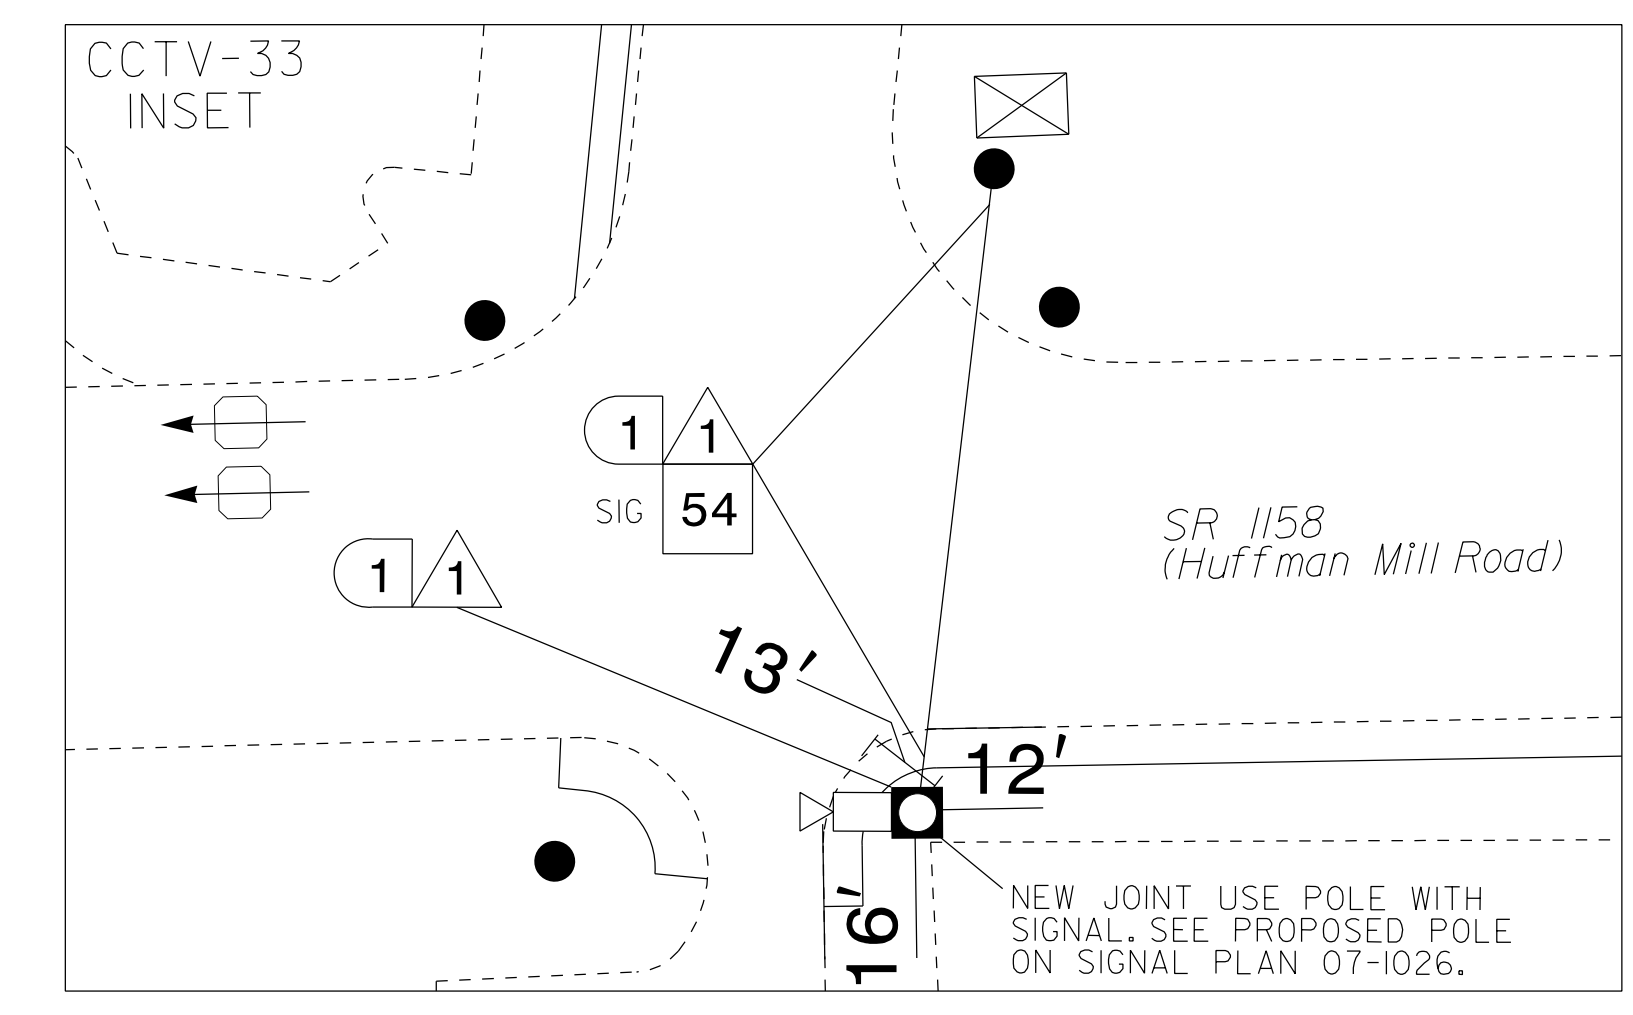 CCTV-33
INSET
1 1
SIG 54
1 1
SR 1158
(Huffman Mill Road)
13'
12'
16'
NEW JOINT USE POLE WITH
SIGNAL. SEE PROPOSED POLE
ON SIGNAL PLAN 07-1026.